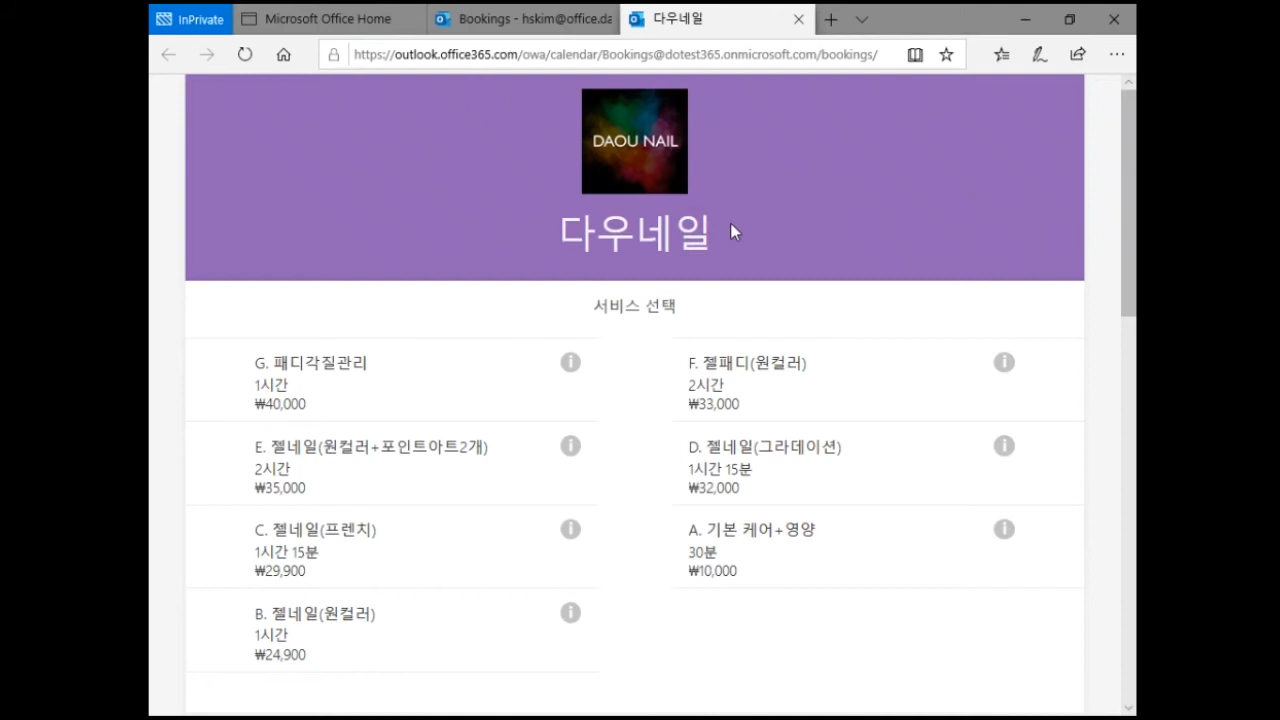 InPrivate
Microsoft Office Home
Bookings - hskim@office.da
다우네일
https://outlook.office365.com/owa/calendar/Bookings@dotest365.onmicrosoft.com/bookings/
DAOU NAIL
다우네일
서비스 선택
G. 패디각질관리
1시간
₩40,000
F. 젤패디(원컬러)
2시간
₩33,000
E. 젤네일(원컬러+포인트아트2개)
2시간
₩35,000
D. 젤네일(그라데이션)
1시간 15분
₩32,000
C. 젤네일(프렌치)
1시간 15분
₩29,900
A. 기본 케어+영양
30분
₩10,000
B. 젤네일(원컬러)
1시간
₩24,900